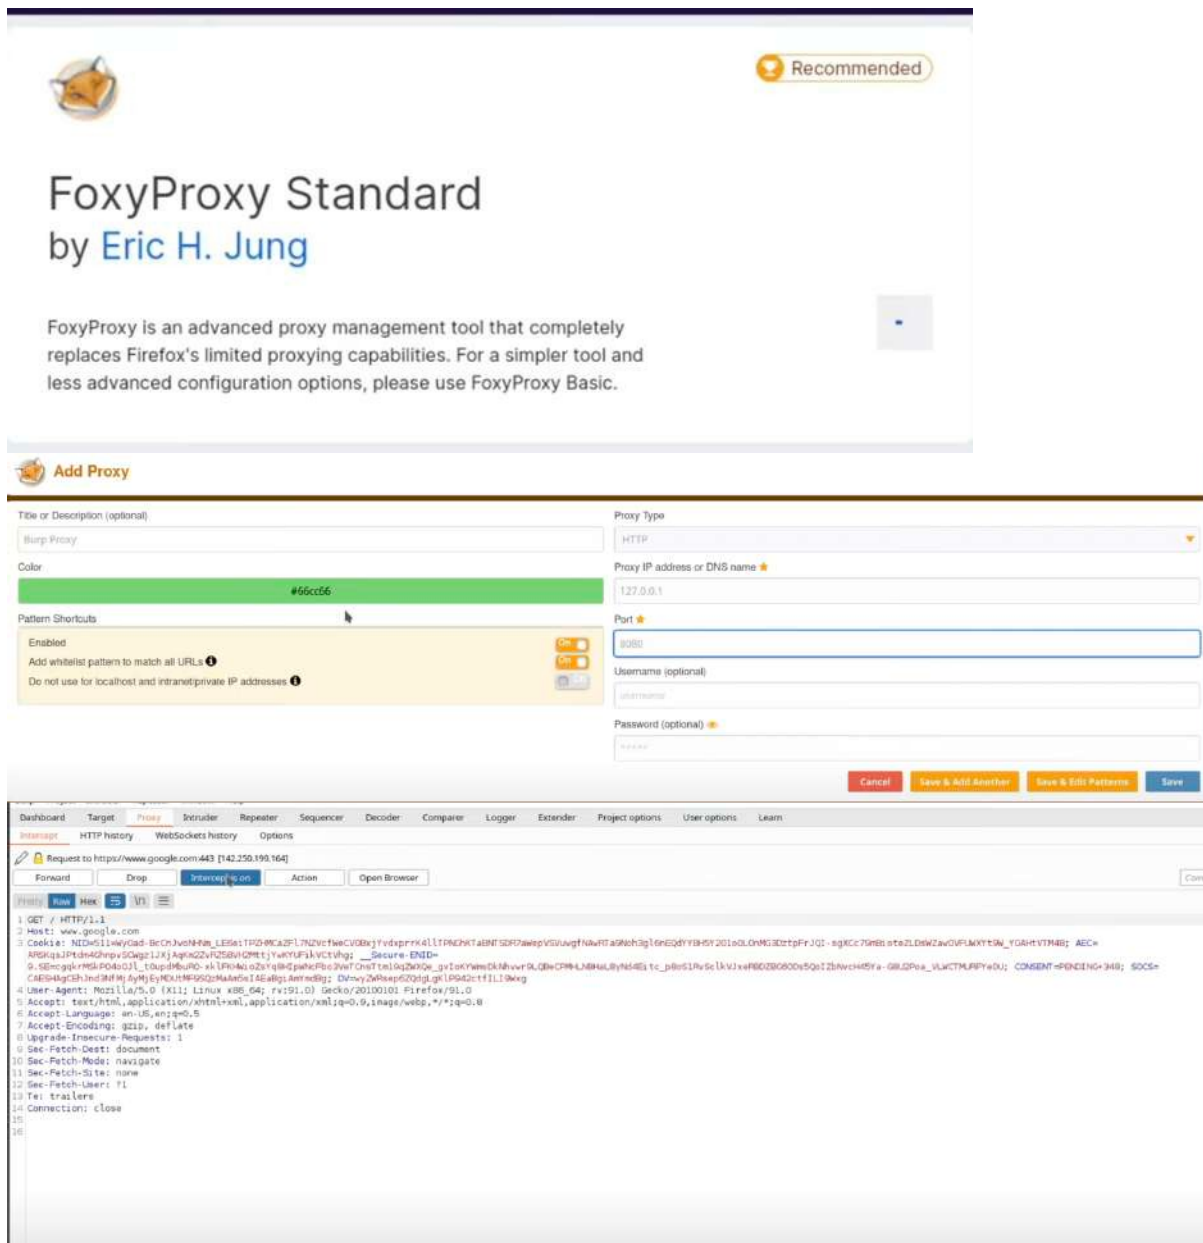 Recommended
FoxyProxy Standard
by Eric H. Jung
FoxyProxy is an advanced proxy management tool that completely
replaces Firefox's limited proxying capabilities. For a simpler tool and
less advanced configuration options, please use FoxyProxy Basic.
Add Proxy
Title or Description (optional)
Burp Proxy
Color
#66cc66
Pattern Shortcuts
Enabled
On
Add whitelist pattern to match all URLs
On
Do not use for localhost and intranet/private IP addresses
Proxy Type
HTTP
Proxy IP address or DNS name
127.0.0.1
Port
8080
Username (optional)
username
Password (optional)
*****
Cancel Save & Add Another Save & Edit Patterns Save
Dashboard Target Proxy Intruder Repeater Sequencer Decoder Comparer Logger Extender Project options User options Learn
Intercept HTTP history WebSockets history Options
Request to https://www.google.com:443 [142.250.199.164]
Forward Drop Intercept is on Action Open Browser
Pretty Raw Hex \n
1 GET / HTTP/1.1
2 Host: www.google.com
3 Cookie:
AEC=
__Secure-ENID=
CONSENT=PENDING+948; SOCS=
4 User-Agent: Mozilla/5.0 (X11; Linux x86_64; rv:91.0) Gecko/20100101 Firefox/91.0
5 Accept: text/html,application/xhtml+xml,application/xml;q=0.9,image/webp,*/*;q=0.8
6 Accept-Language: en-US,en;q=0.5
7 Accept-Encoding: gzip, deflate
8 Upgrade-Insecure-Requests: 1
9 Sec-Fetch-Dest: document
10 Sec-Fetch-Mode: navigate
11 Sec-Fetch-Site: none
12 Sec-Fetch-User: ?1
13 Te: trailers
14 Connection: close
15
16